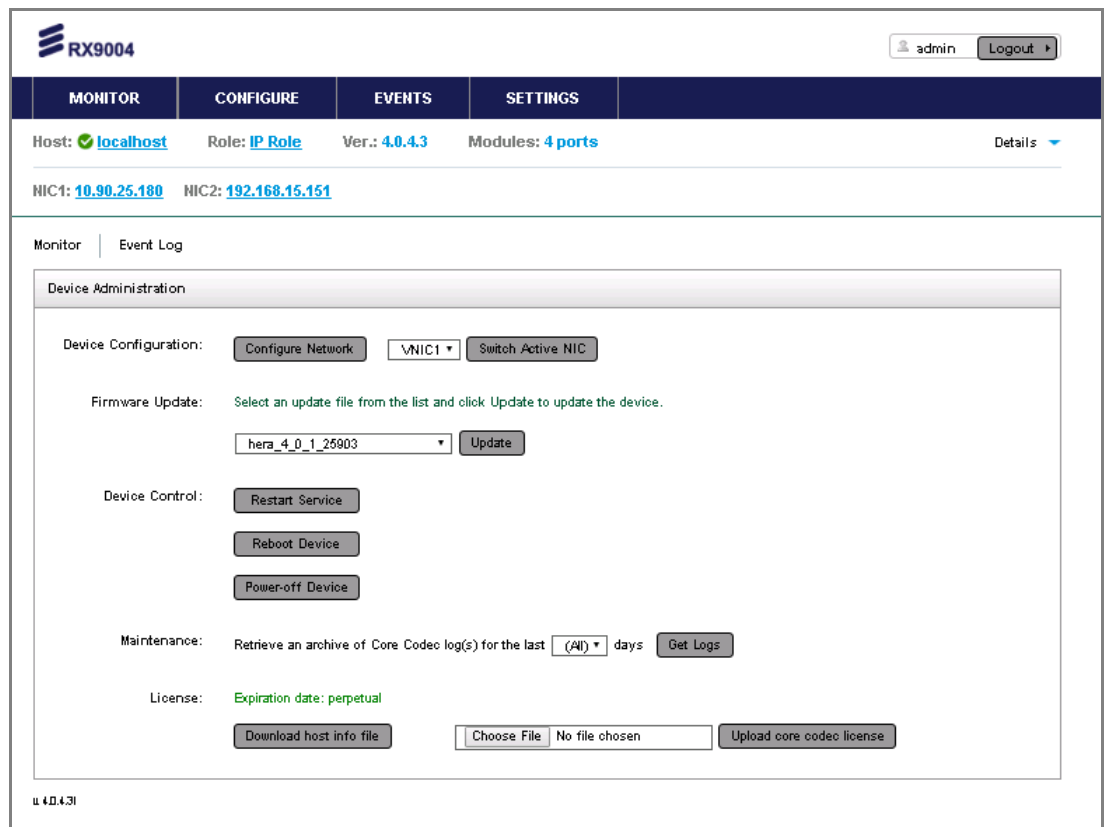 RX9004
admin Logout
MONITOR CONFIGURE EVENTS SETTINGS
Host: localhost Role: IP Role Ver.: 4.0.4.3 Modules: 4 ports Details
NIC1: 10.90.25.180 NIC2: 192.168.15.151
Monitor Event Log
Device Administration
Device Configuration: Configure Network VNIC1 Switch Active NIC
Firmware Update: Select an update file from the list and click Update to update the device.
hera_4_0_1_25903 Update
Device Control: Restart Service
Reboot Device
Power-off Device
Maintenance: Retrieve an archive of Core Codec log(s) for the last (All) days Get Logs
License: Expiration date: perpetual
Download host info file Choose File No file chosen Upload core codec license